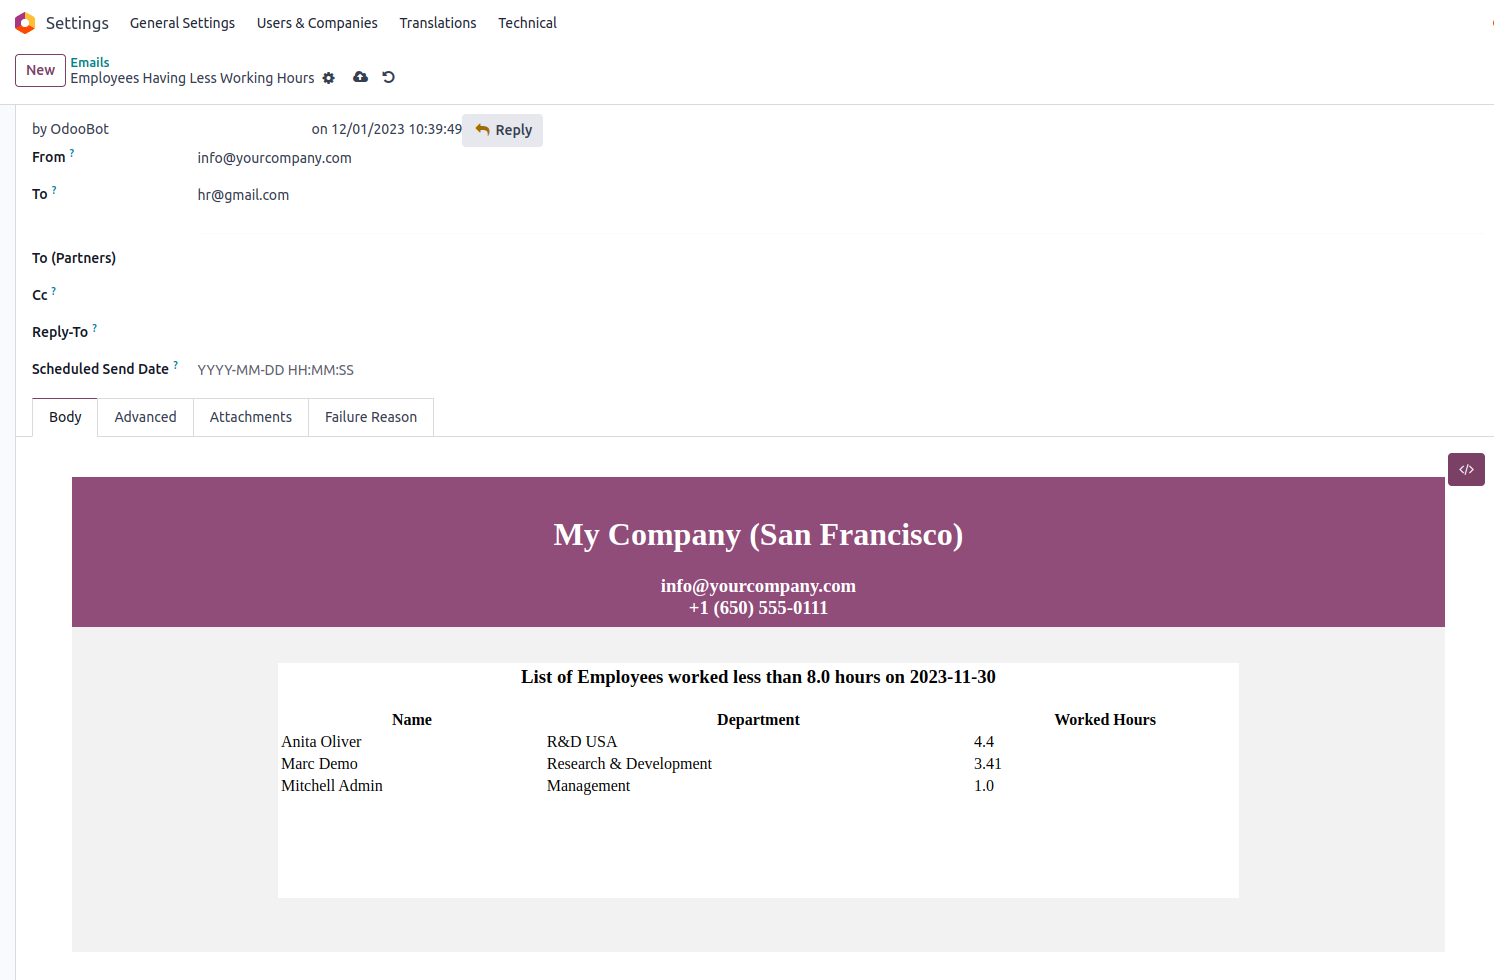 Settings General Settings Users & Companies Translations Technical
New
Emails
Employees Having Less Working Hours
by OdooBot on 12/01/2023 10:39:49 Reply
From ? info@yourcompany.com
To ? hr@gmail.com
To (Partners)
Cc ?
Reply-To ?
Scheduled Send Date ? YYYY-MM-DD HH:MM:SS
Body Advanced Attachments Failure Reason
</>
My Company (San Francisco)
info@yourcompany.com
+1 (650) 555-0111
List of Employees worked less than 8.0 hours on 2023-11-30
Name Department Worked Hours
Anita Oliver R&D USA 4.4
Marc Demo Research & Development 3.41
Mitchell Admin Management 1.0